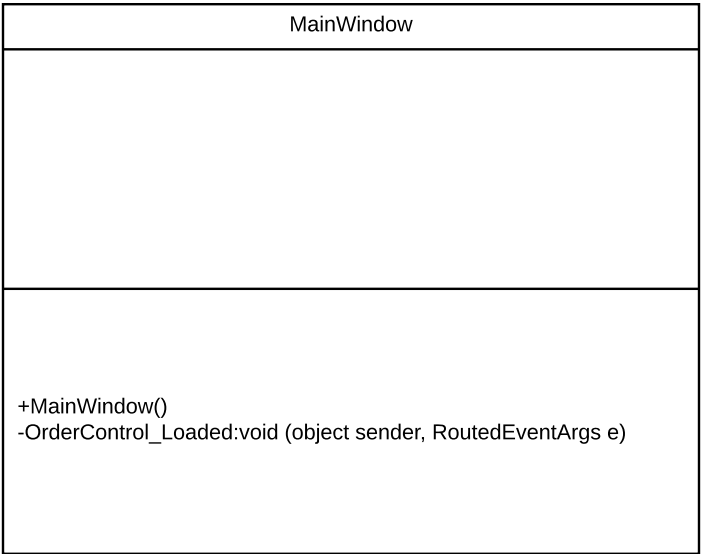 MainWindow
+MainWindow()
-OrderControl_Loaded:void (object sender, RoutedEventArgs e)